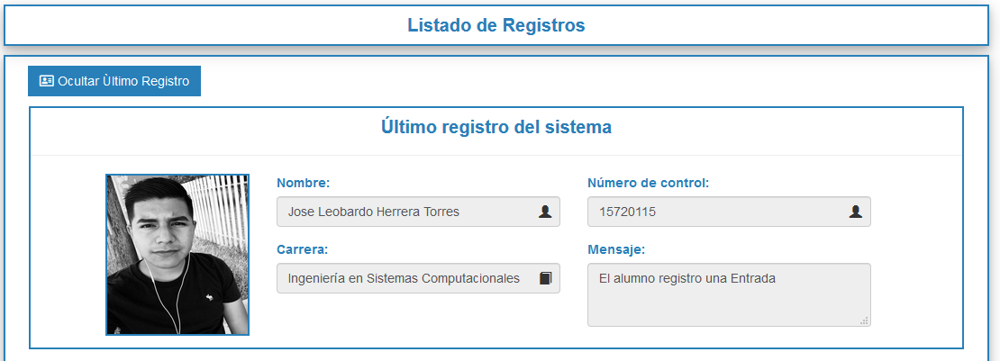 Listado de Registros
Ocultar Ùltimo Registro
Último registro del sistema
Nombre:
Jose Leobardo Herrera Torres
Número de control:
15720115
Carrera:
Ingeniería en Sistemas Computacionales
Mensaje:
El alumno registro una Entrada